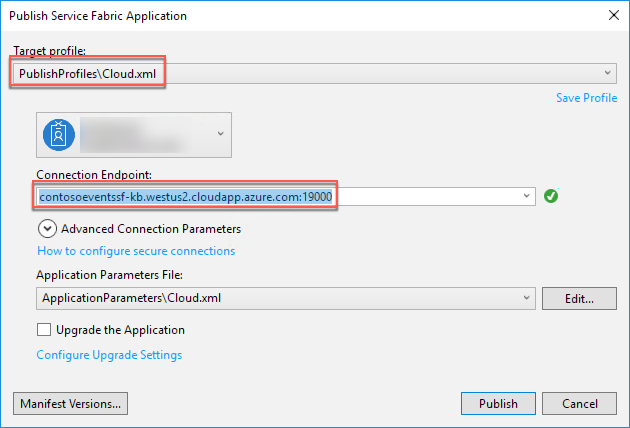 Publish Service Fabric Application
Target profile:
PublishProfiles\Cloud.xml
Save Profile
Connection Endpoint:
contosoeventssf-kb.westus2.cloudapp.azure.com:19000
Advanced Connection Parameters
How to configure secure connections
Application Parameters File:
ApplicationParameters\Cloud.xml
Edit...
Upgrade the Application
Configure Upgrade Settings
Manifest Versions...
Publish
Cancel